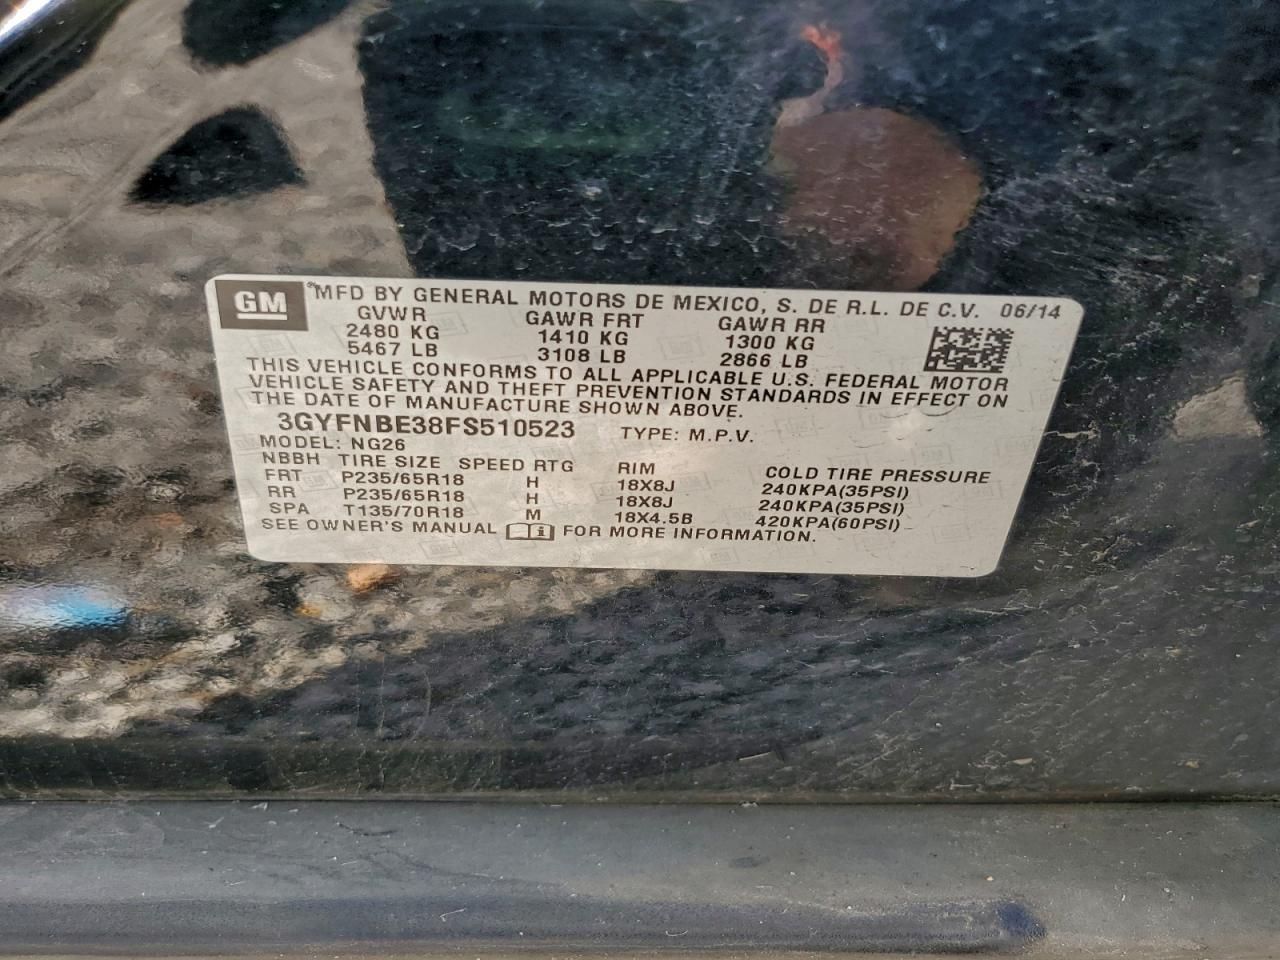 GM
MFD BY GENERAL MOTORS DE MEXICO, S. DE R.L. DE C.V. 06/14
GVWR GAWR FRT GAWR RR
2480 KG 1410 KG 1300 KG
5467 LB 3108 LB 2866 LB
THIS VEHICLE CONFORMS TO ALL APPLICABLE U.S. FEDERAL MOTOR
VEHICLE SAFETY AND THEFT PREVENTION STANDARDS IN EFFECT ON
THE DATE OF MANUFACTURE SHOWN ABOVE.
3GYFNBE38FS510523 TYPE: M.P.V.
MODEL: NG26
NBBH TIRE SIZE SPEED RTG RIM COLD TIRE PRESSURE
FRT P235/65R18 H 18X8J 240KPA(35PSI)
RR P235/65R18 H 18X8J 240KPA(35PSI)
SPA T135/70R18 M 18X4.5B 420KPA(60PSI)
SEE OWNER'S MANUAL FOR MORE INFORMATION.